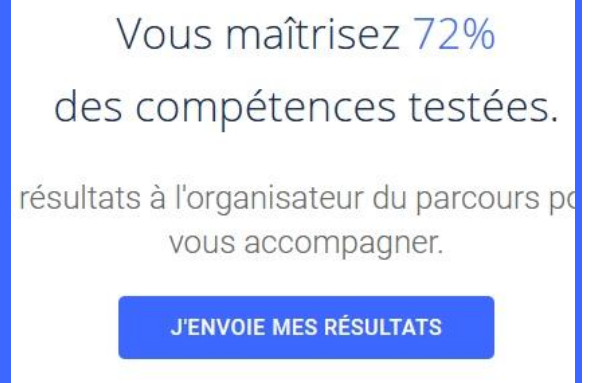 Vous maîtrisez 72%
des compétences testées.
résultats à l'organisateur du parcours
vous accompagner.
J'ENVOIE MES RÉSULTATS